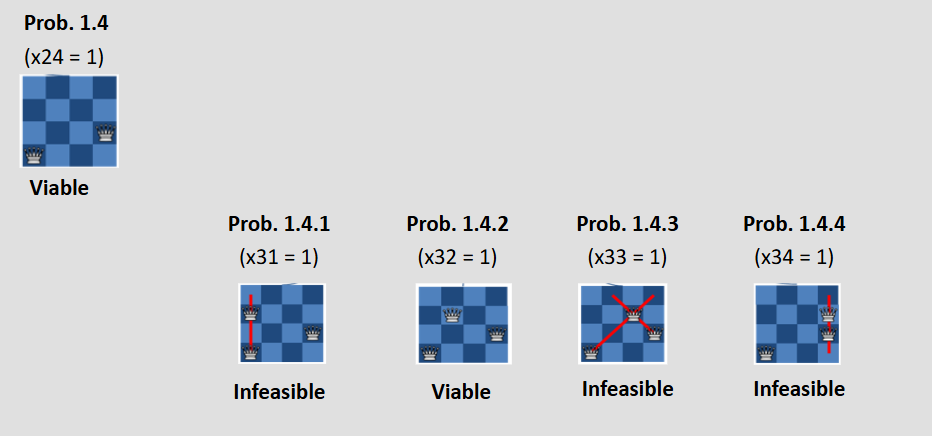 Prob. 1.4
(x24 = 1)
Viable
Prob. 1.4.1
(x31 = 1)
Infeasible
Prob. 1.4.2
(x32 = 1)
Viable
Prob. 1.4.3
(x33 = 1)
Infeasible
Prob. 1.4.4
(x34 = 1)
Infeasible